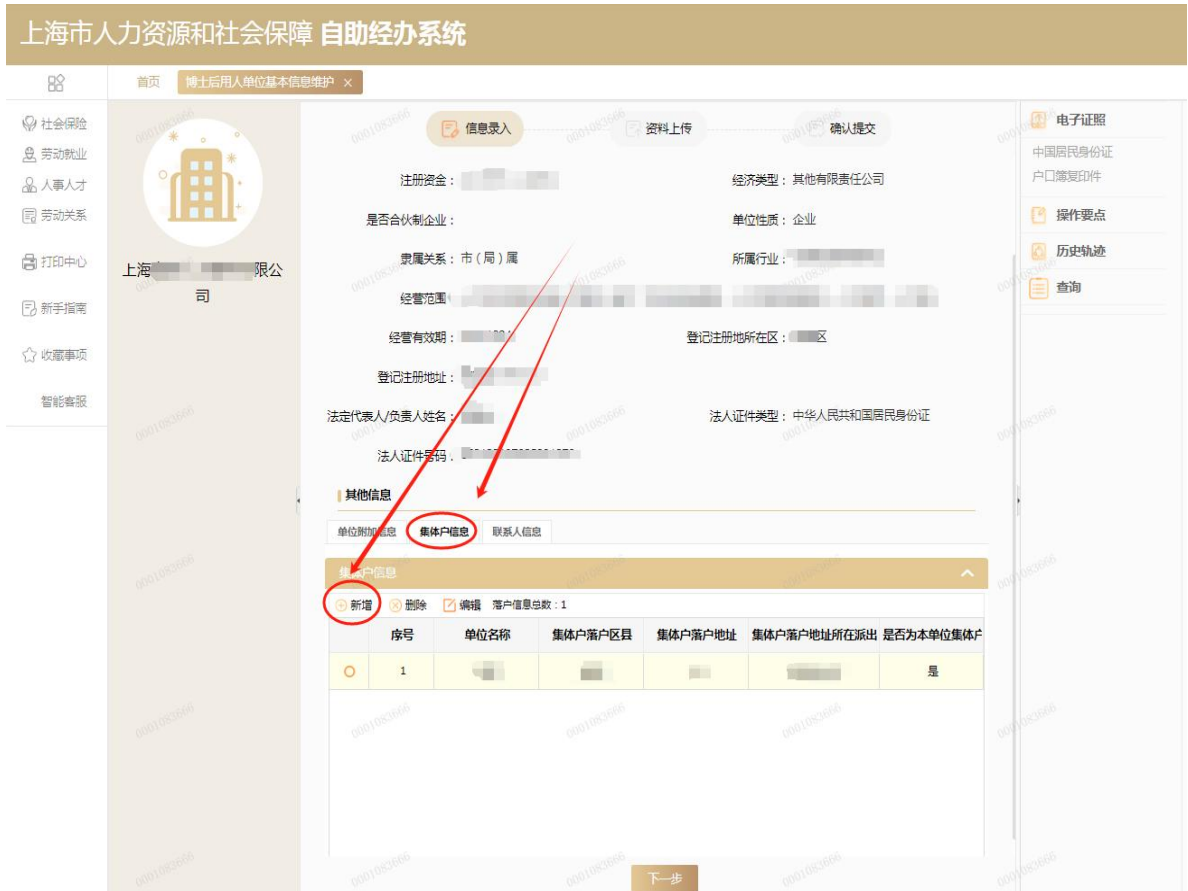 上海市人力资源和社会保障 自助经办系统
首页 博士后用人单位基本信息维护 ×
社会保险
劳动就业
人事人才
劳动关系
打印中心
新手指南
收藏事项
智能客服
上海 限公
司
信息录入 资料上传 确认提交
注册资金： 经济类型：其他有限责任公司
是否合伙制企业： 单位性质：企业
隶属关系：市（局）属 所属行业：
经营范围
经营有效期： 登记注册地所在区： 区
登记注册地址：
法定代表人/负责人姓名： 法人证件类型：中华人民共和国居民身份证
法人证件号码：
其他信息
单位附加信息 集体户信息 联系人信息
集体户信息
新增 删除 编辑 落户信息总数：1
序号 单位名称 集体户落户区县 集体户落户地址 集体户落户地址所在派出 是否为本单位集体户
1 是
下一步
电子证照
中国居民身份证
户口簿复印件
操作要点
历史轨迹
查询
0001083666